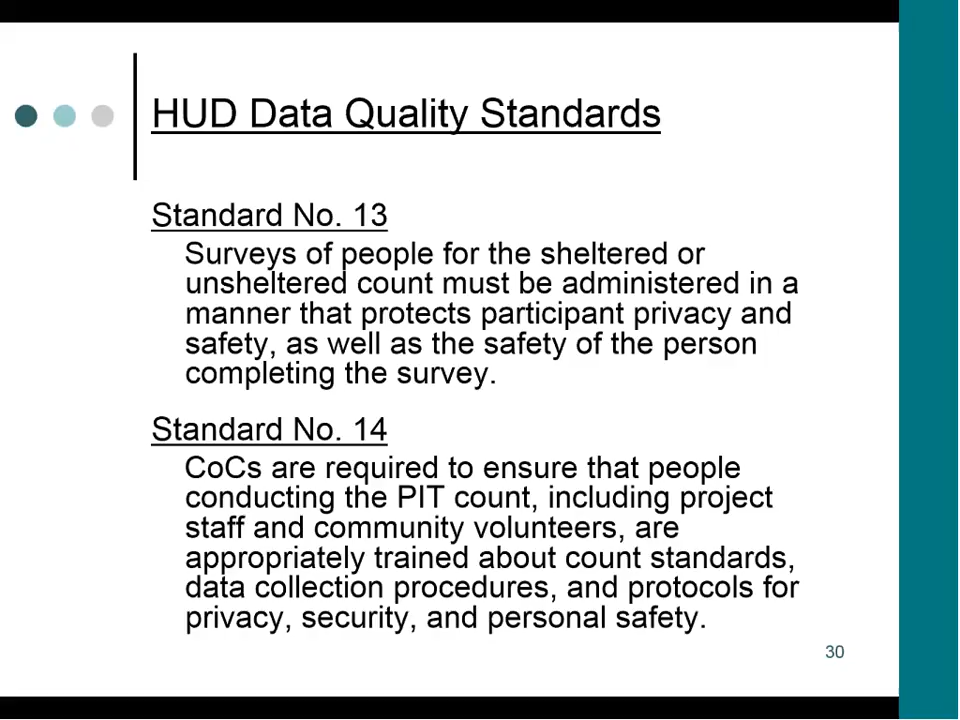 HUD Data Quality Standards
Standard No. 13
Surveys of people for the sheltered or
unsheltered count must be administered in a
manner that protects participant privacy and
safety, as well as the safety of the person
completing the survey.
Standard No. 14
CoCs are required to ensure that people
conducting the PIT count, including project
staff and community volunteers, are
appropriately trained about count standards,
data collection procedures, and protocols for
privacy, security, and personal safety.
30